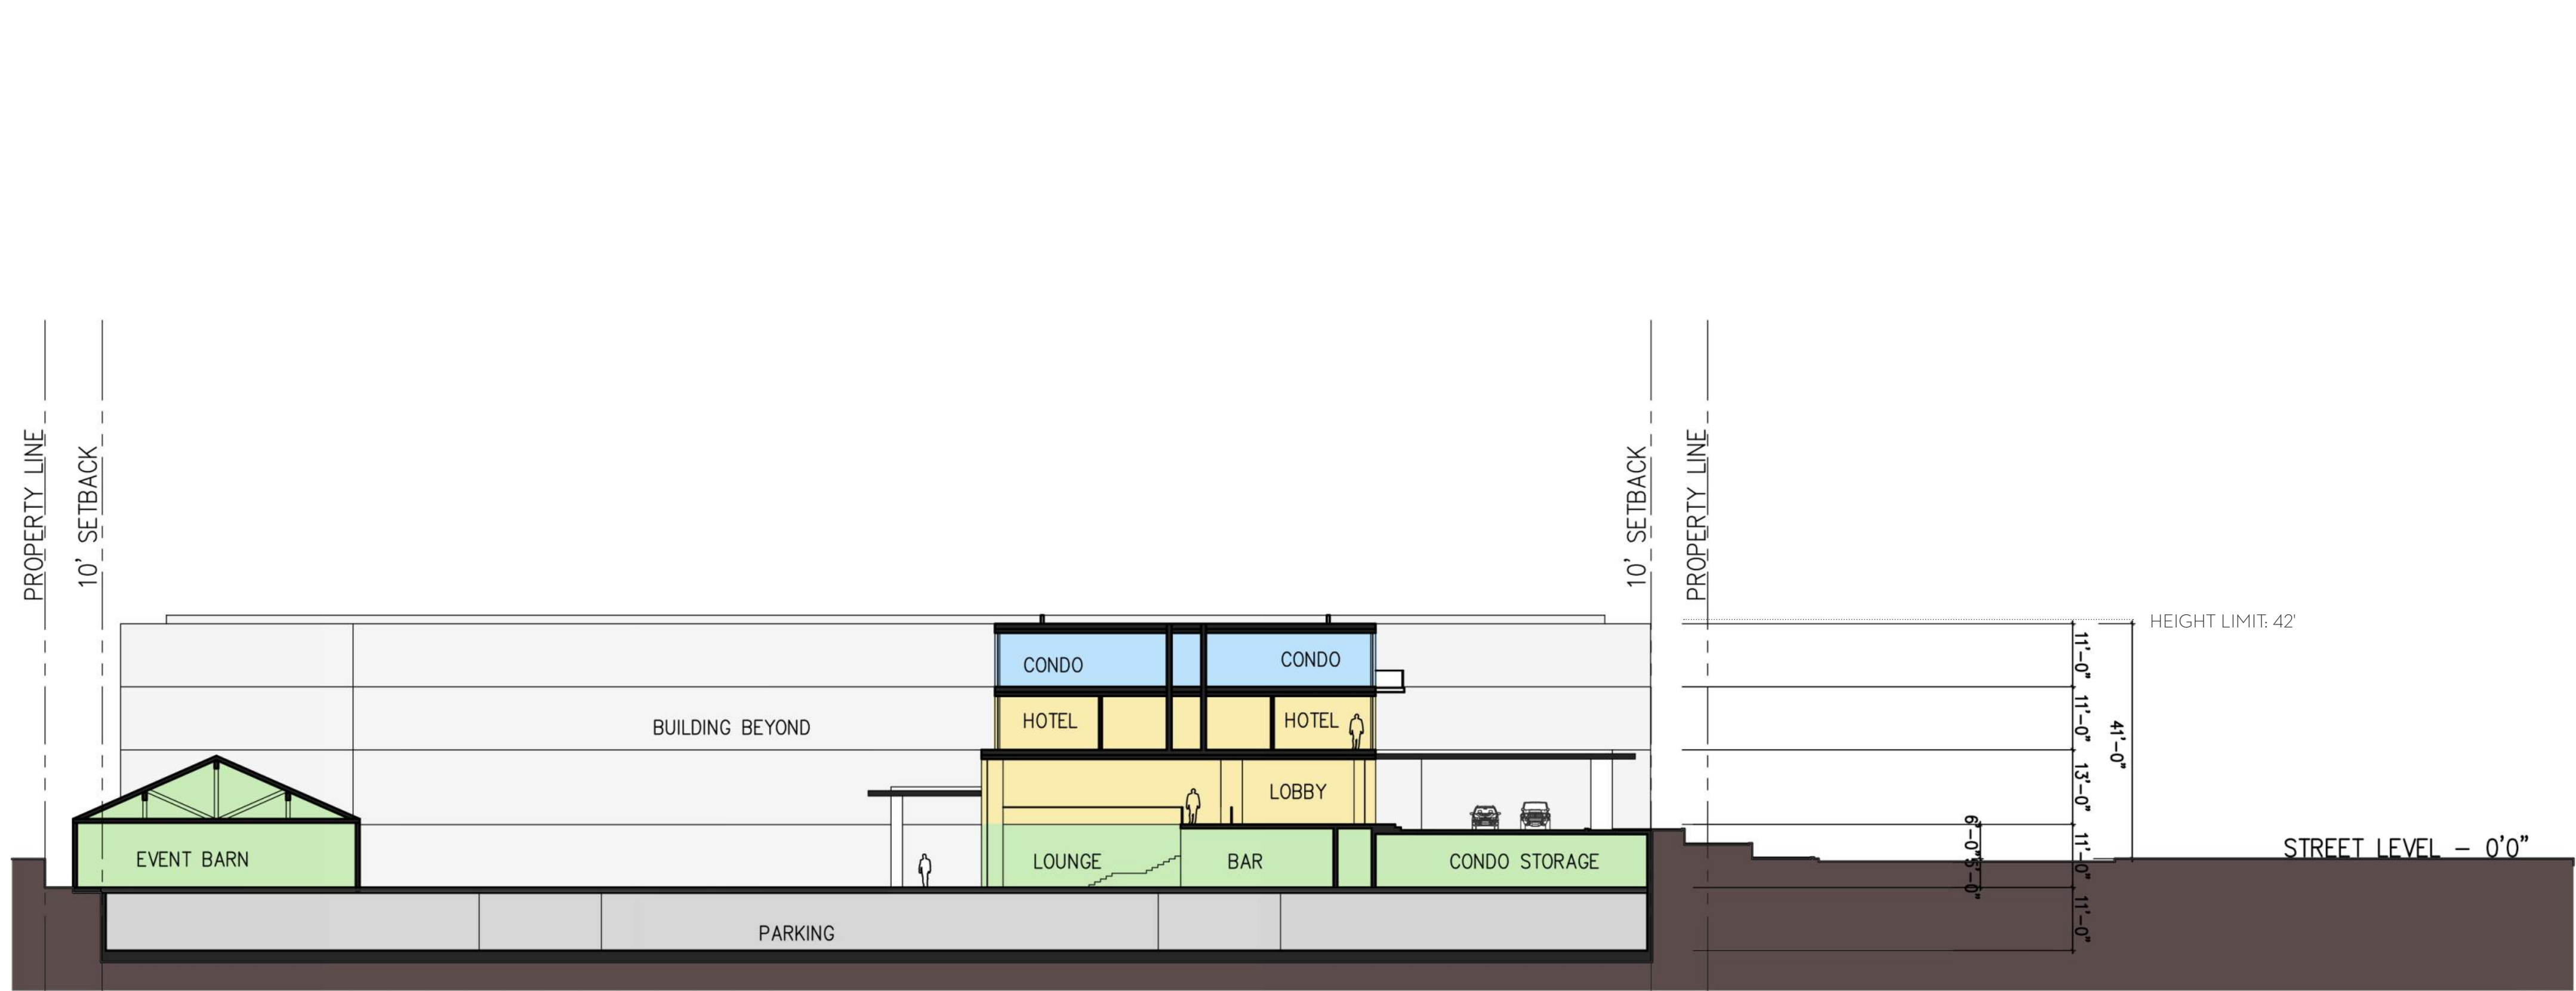 PROPERTY LINE
10' SETBACK
10' SETBACK
PROPERTY LINE
HEIGHT LIMIT: 42'
11'-0"
CONDO
CONDO
41'-0"
11'-0"
HOTEL
HOTEL
BUILDING BEYOND
13'-0"
LOBBY
6'-0"
11'-0"
STREET LEVEL – 0'0"
EVENT BARN
LOUNGE
BAR
CONDO STORAGE
5'-0"
11'-0"
PARKING